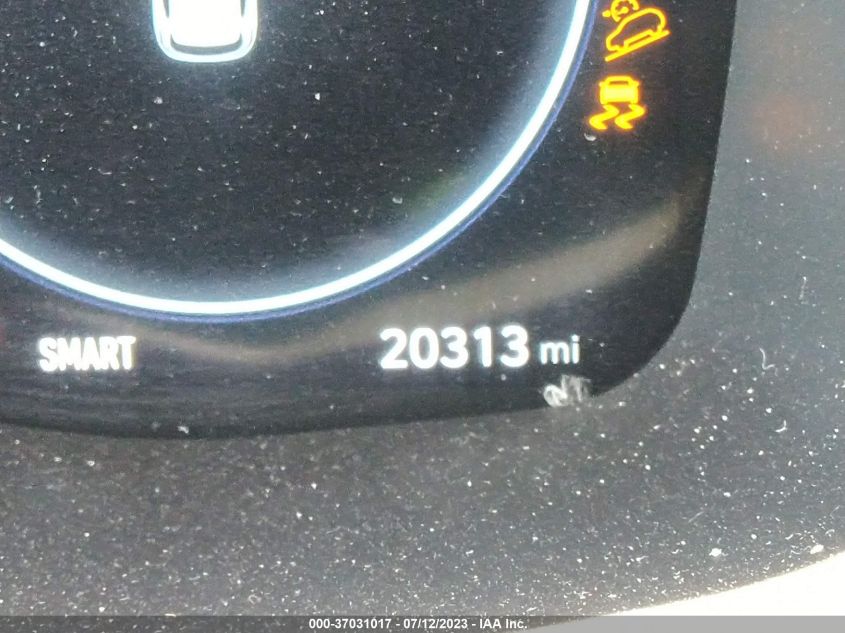 SMART 20313 mi
000-37031017 - 07/12/2023 - IAA Inc.